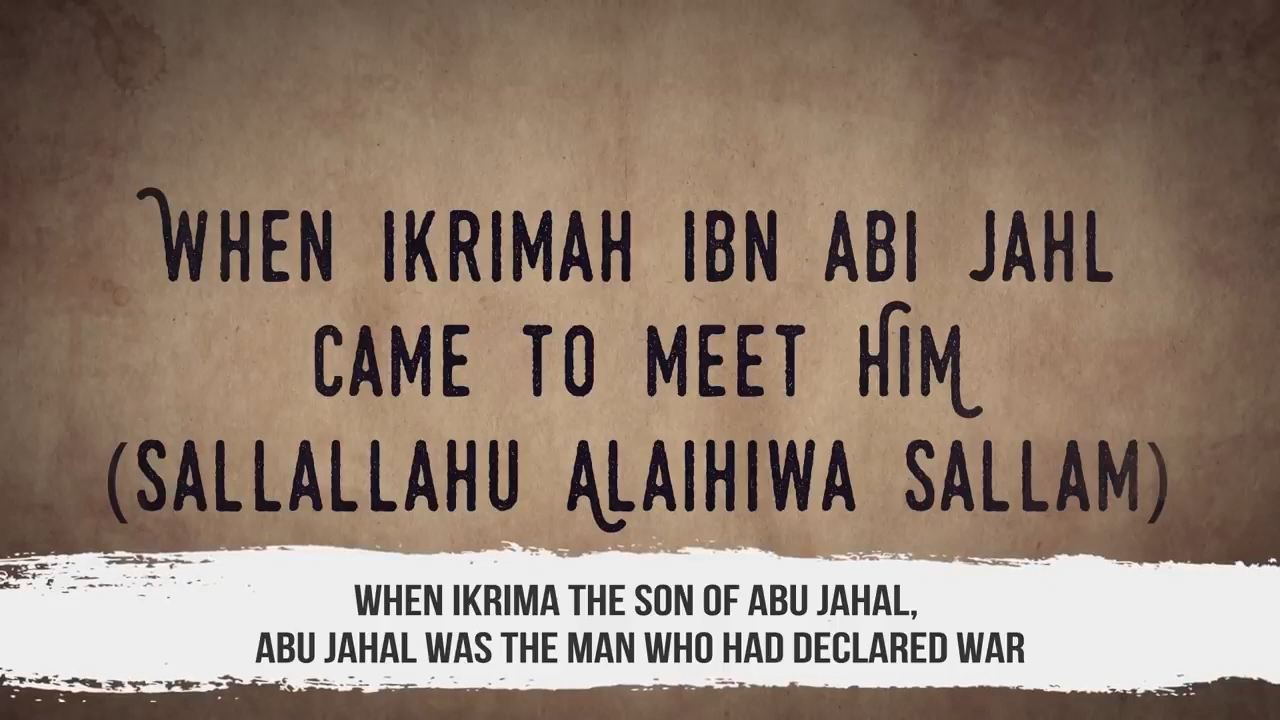 WHEN IKRIMAH IBN ABI JAHL
CAME TO MEET HIM
(SALLALLAHU ALAIHIWA SALLAM)
WHEN IKRIMA THE SON OF ABU JAHAL,
ABU JAHAL WAS THE MAN WHO HAD DECLARED WAR